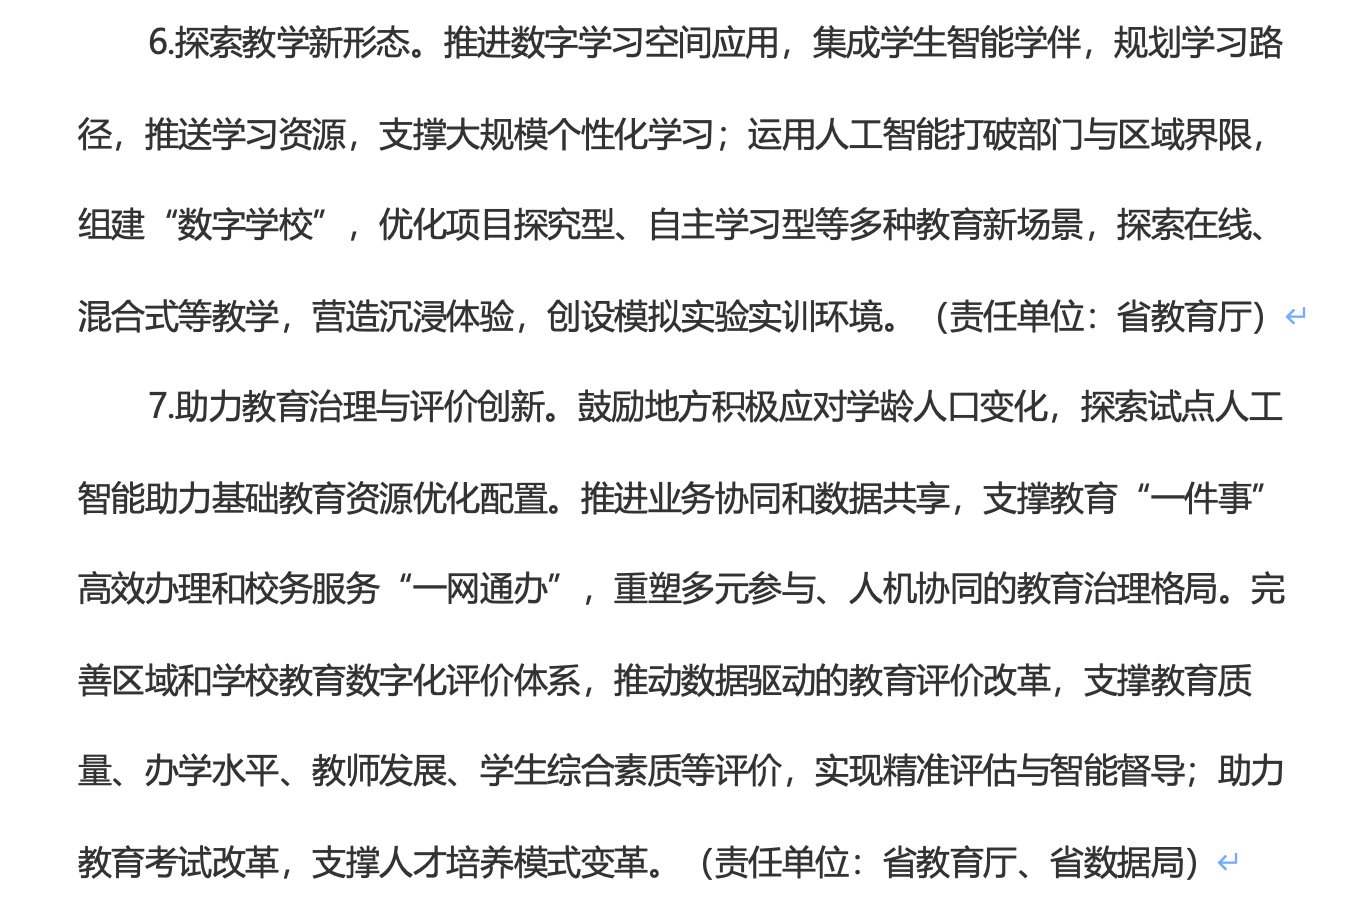 6.探索教学新形态。推进数字学习空间应用，集成学生智能学伴，规划学习路
径，推送学习资源，支撑大规模个性化学习；运用人工智能打破部门与区域界限，
组建“数字学校”，优化项目探究型、自主学习型等多种教育新场景，探索在线、
混合式等教学，营造沉浸体验，创设模拟实验实训环境。（责任单位：省教育厅）↵
7.助力教育治理与评价创新。鼓励地方积极应对学龄人口变化，探索试点人工
智能助力基础教育资源优化配置。推进业务协同和数据共享，支撑教育“一件事”
高效办理和校务服务“一网通办”，重塑多元参与、人机协同的教育治理格局。完
善区域和学校教育数字化评价体系，推动数据驱动的教育评价改革，支撑教育质
量、办学水平、教师发展、学生综合素质等评价，实现精准评估与智能督导；助力
教育考试改革，支撑人才培养模式变革。（责任单位：省教育厅、省数据局）↵